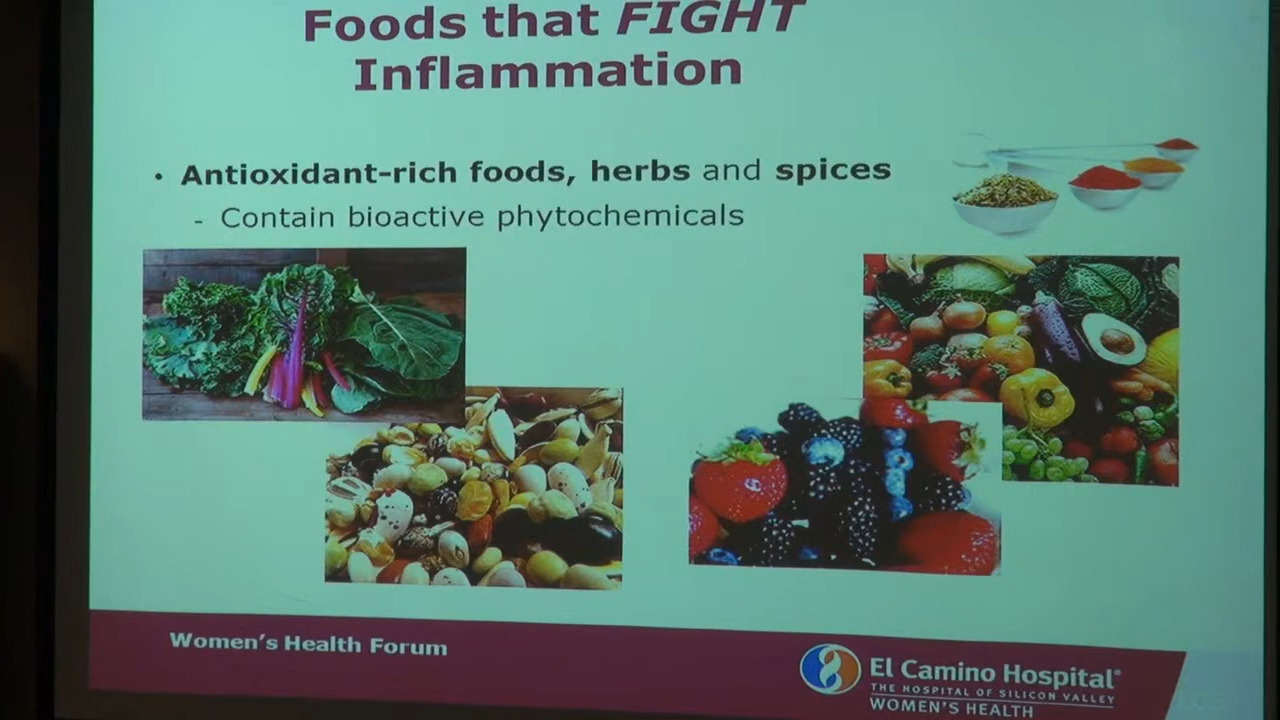 Foods that FIGHT
Inflammation
• Antioxidant-rich foods, herbs and spices
- Contain bioactive phytochemicals
Women's Health Forum
El Camino Hospital®
THE HOSPITAL OF SILICON VALLEY
WOMEN'S HEALTH